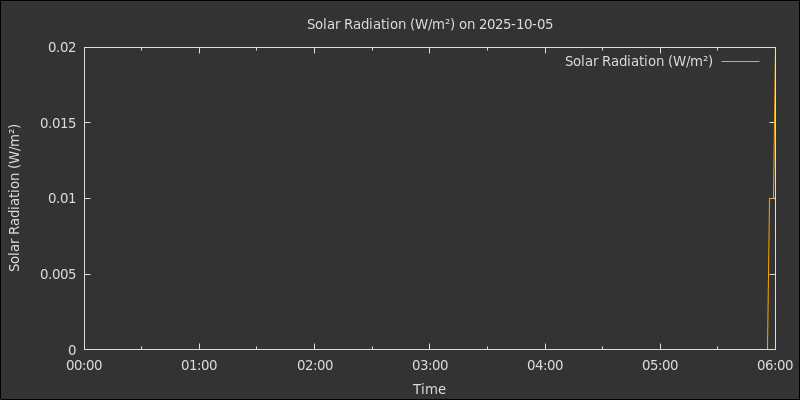 Solar Radiation (W/m²) on 2025-10-05
Solar Radiation (W/m²)
0.02
0.015
0.01
0.005
0
Solar Radiation (W/m²)
00:00 01:00 02:00 03:00 04:00 05:00 06:00
Time